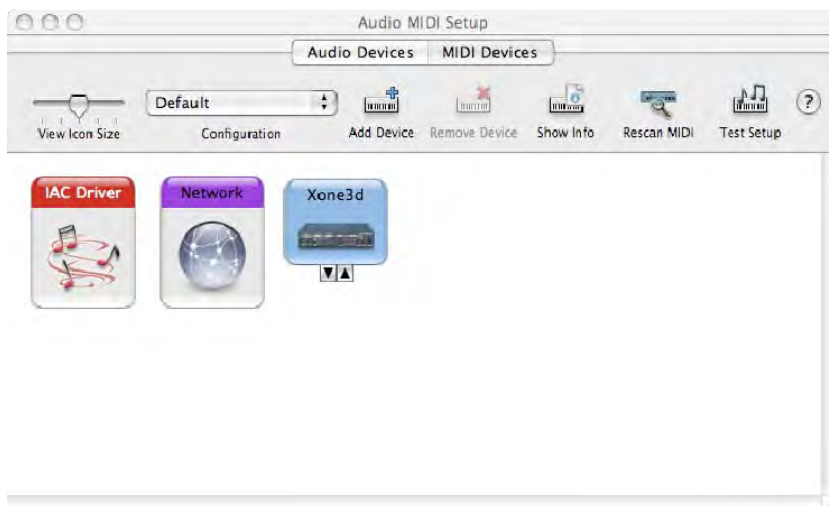 Audio MIDI Setup
Audio Devices MIDI Devices
Default
View Icon Size Configuration Add Device Remove Device Show Info Rescan MIDI Test Setup ?
IAC Driver Network Xone3d